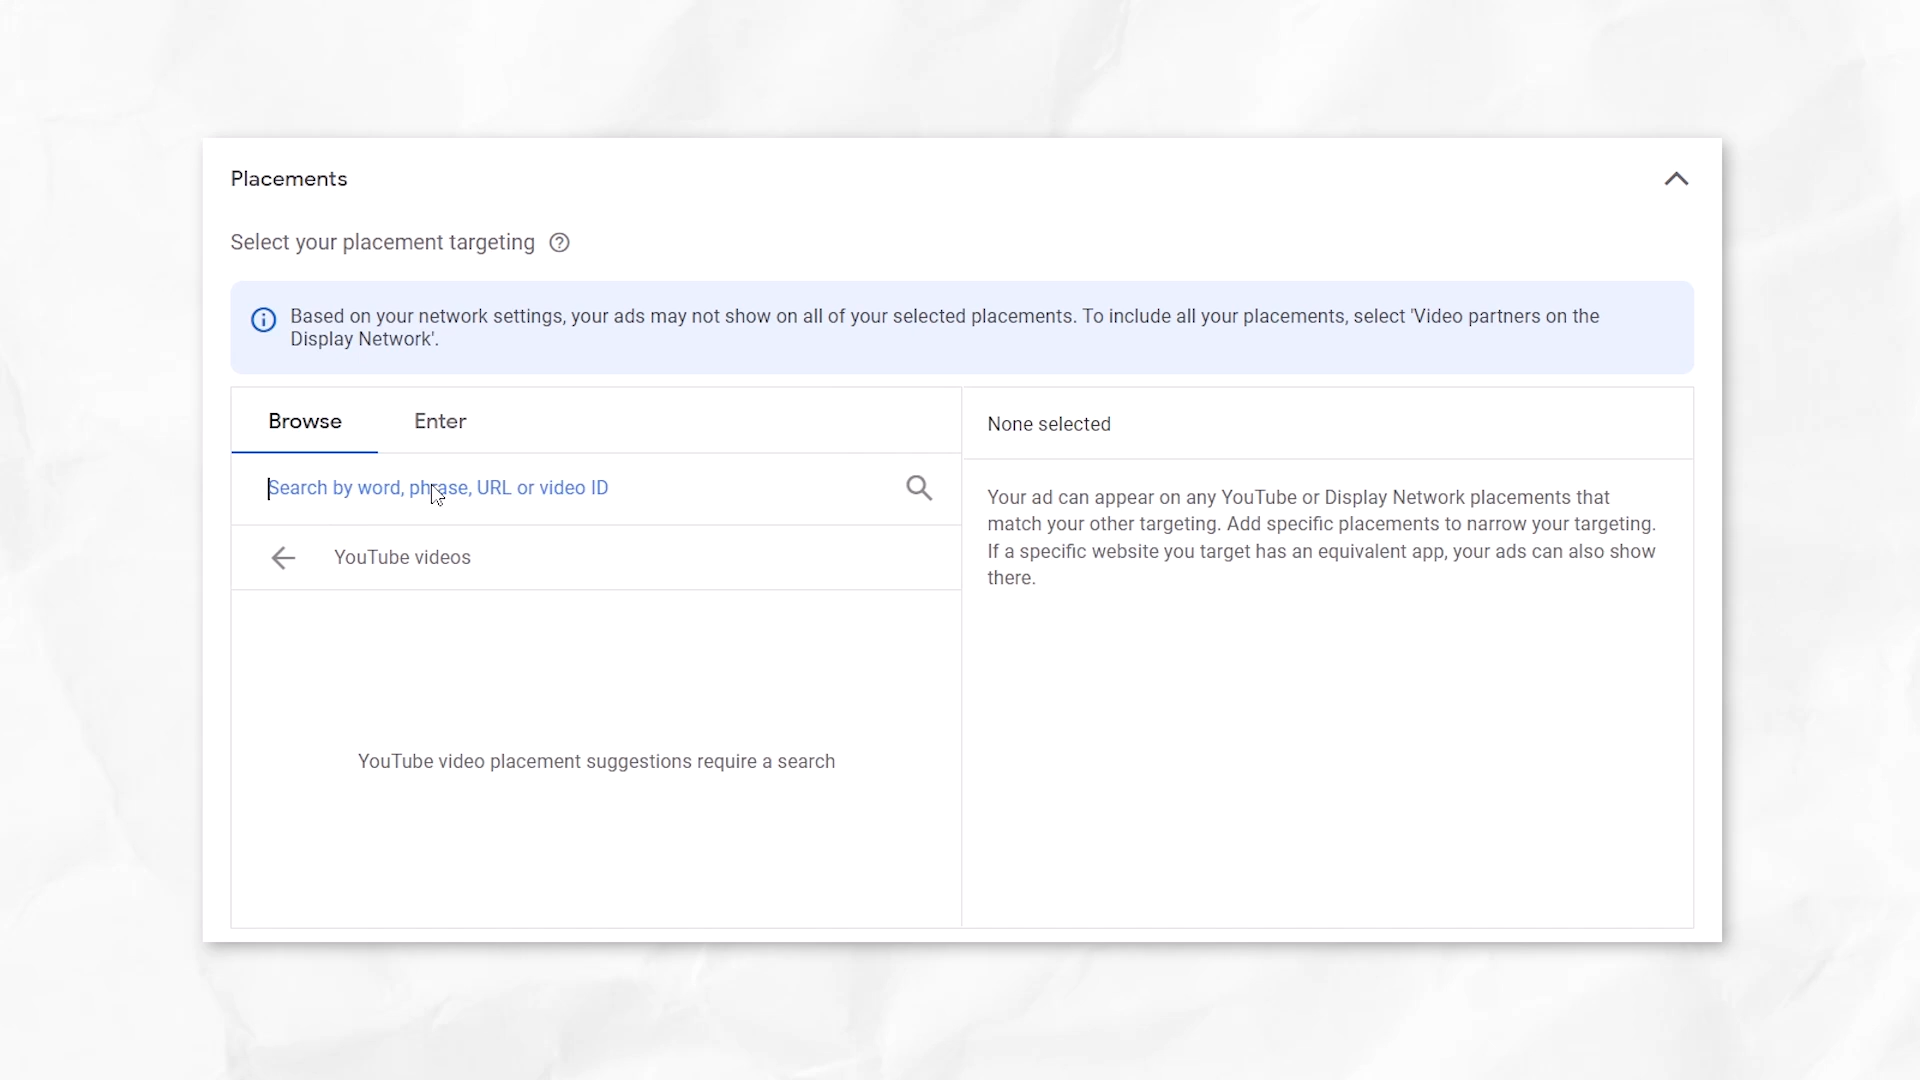 Placements
Select your placement targeting
Based on your network settings, your ads may not show on all of your selected placements. To include all your placements, select 'Video partners on the
Display Network'.
Browse
Enter
Search by word, phrase, URL or video ID
YouTube videos
YouTube video placement suggestions require a search
None selected
Your ad can appear on any YouTube or Display Network placements that
match your other targeting. Add specific placements to narrow your targeting.
If a specific website you target has an equivalent app, your ads can also show
there.